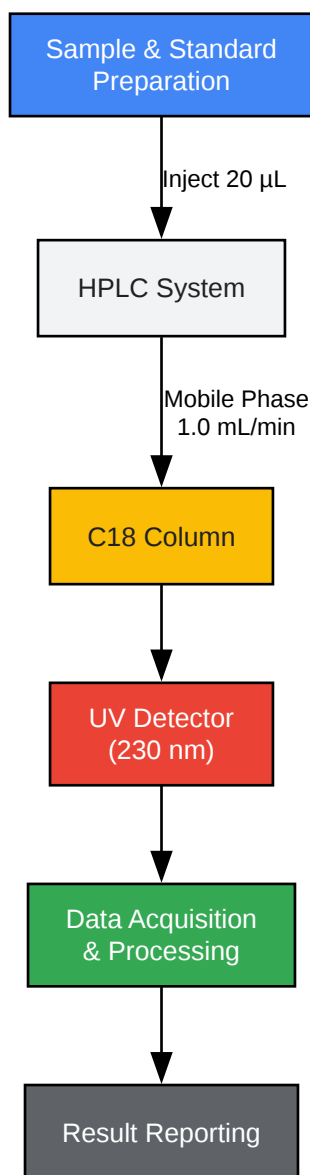 Sample & Standard
Preparation
Inject 20 µL
HPLC System
Mobile Phase
1.0 mL/min
C18 Column
UV Detector
(230 nm)
Data Acquisition
& Processing
Result Reporting